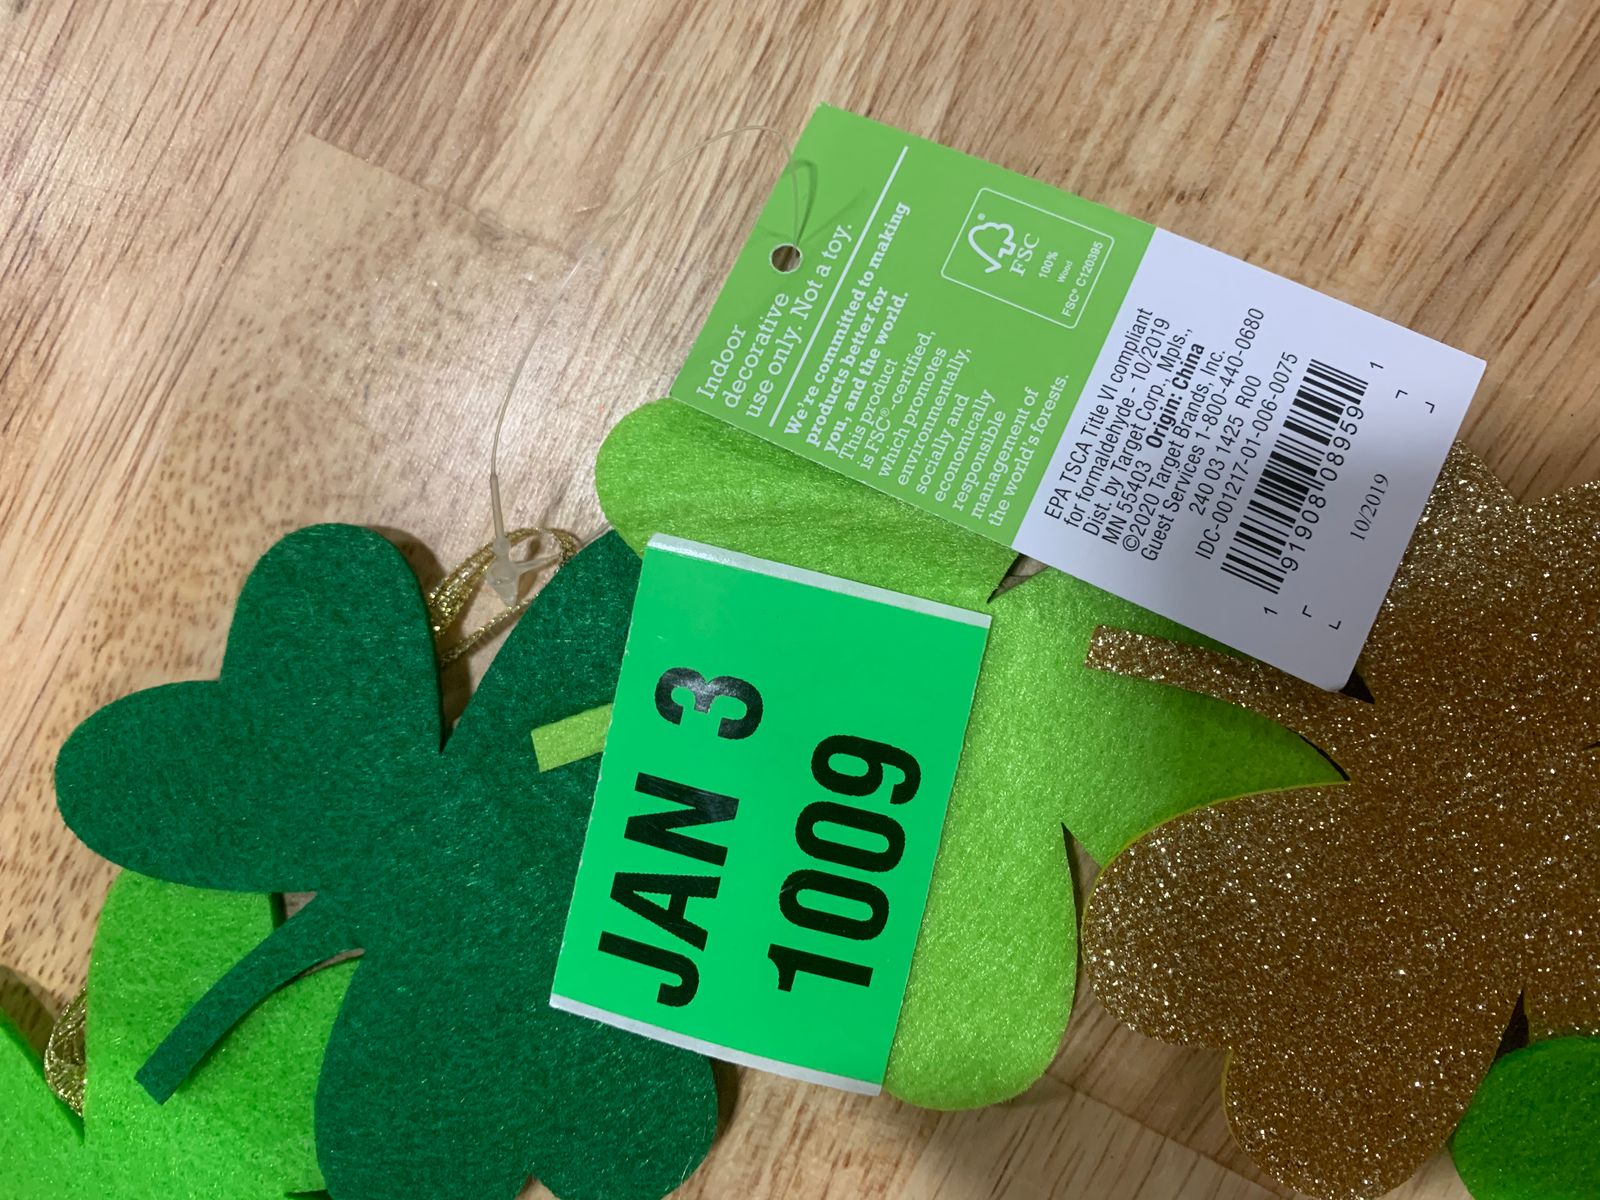 Indoor
decorative
use only. Not a toy.
We're committed to making
products better for
you, and the world.
This product
is FSC® certified,
which promotes
environmentally,
socially and
economically
responsible
management of
the world's forests.
®
FSC
100%
Wood
FSC® C120395
EPA TSCA Title VI compliant
for formaldehyde - 10/2019
Dist. by Target Corp., Mpls.,
MN 55403 Origin: China
©2020 Target Brands, Inc.
Guest Services 1-800-440-0680
240 03 1425 R00
IDC-001217-01-006-0075
1 91908 08959 1
10/2019
JAN 3
1009